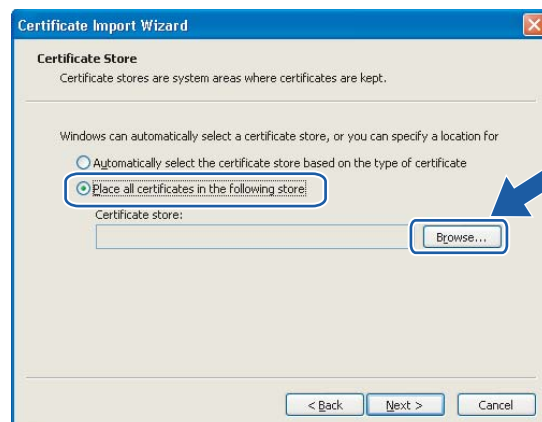 Certificate Import Wizard
Certificate Store
Certificate stores are system areas where certificates are kept.
Windows can automatically select a certificate store, or you can specify a location for
Automatically select the certificate store based on the type of certificate
Place all certificates in the following store
Certificate store:
Browse...
< Back Next > Cancel